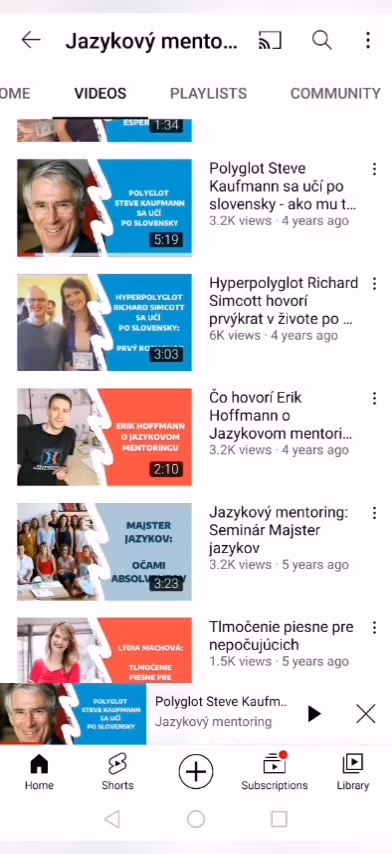 Jazykový mento...
OME
VIDEOS
PLAYLISTS
COMMUNITY
ESPER
1:34
POLYGLOT
STEVE KAUFMANN
SA UČÍ
PO SLOVENSKY
5:19
Polyglot Steve
Kaufmann sa učí po
slovensky - ako mu t...
3.2K views · 4 years ago
HYPERPOLYGLOT
RICHARD SIMCOTT
SA UČÍ
PO SLOVENSKY:
PRVÝ
3:03
Hyperpolyglot Richard
Simcott hovorí
prvýkrat v živote po ...
6K views · 4 years ago
ERIK HOFFMANN
O JAZYKOVOM
MENTORINGU
2:10
Čo hovorí Erik
Hoffmann o
Jazykovom mentori...
3.2K views · 4 years ago
MAJSTER
JAZYKOV:
OČAMI
3:23
Jazykový mentoring:
Seminár Majster
jazykov
3.2K views · 5 years ago
LÝDIA MACHOVÁ:
TLMOČENIE
PIESNE PRE
Tlmočenie piesne pre
nepočujúcich
1.5K views · 5 years ago
POLYGLOT
STEVE KAUFMANN
SA UČÍ
PO SLOVENSKY
Polyglot Steve Kaufm..
Jazykový mentoring
Home
Shorts
Subscriptions
Library